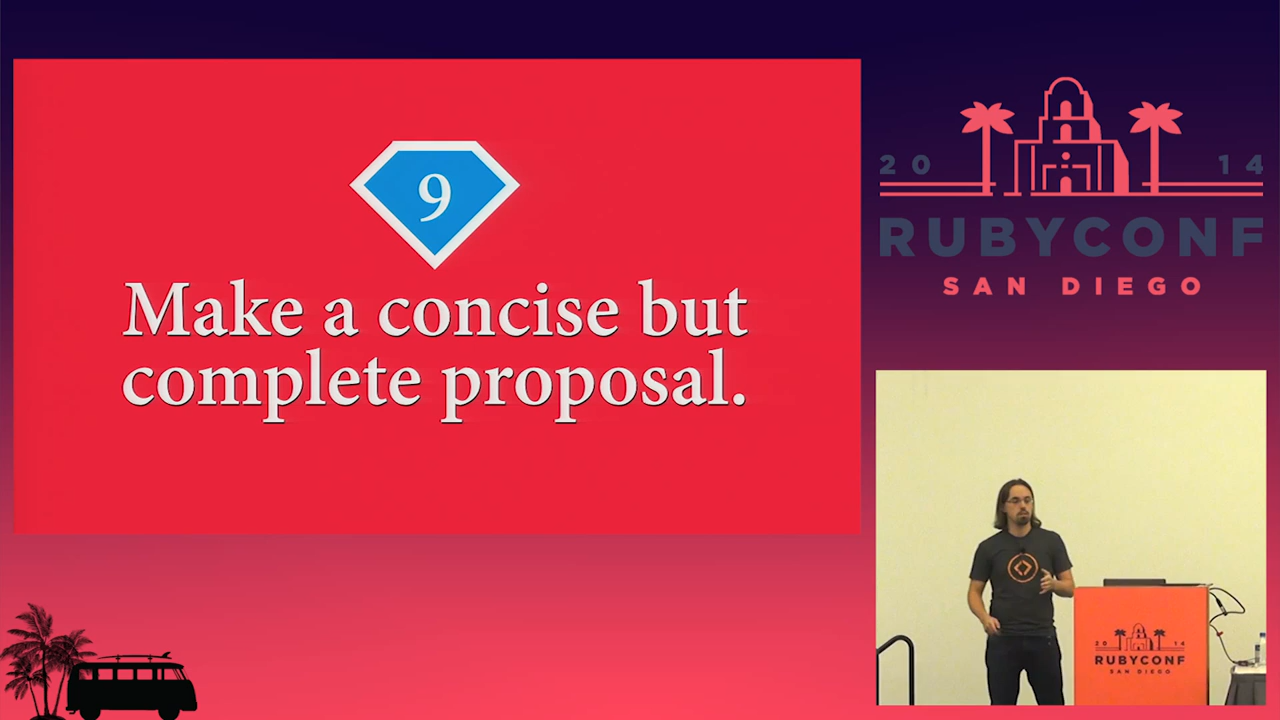 9
Make a concise but
complete proposal.
20 14
RUBYCONF
SAN DIEGO
20 14
RUBYCONF
SAN DIEGO